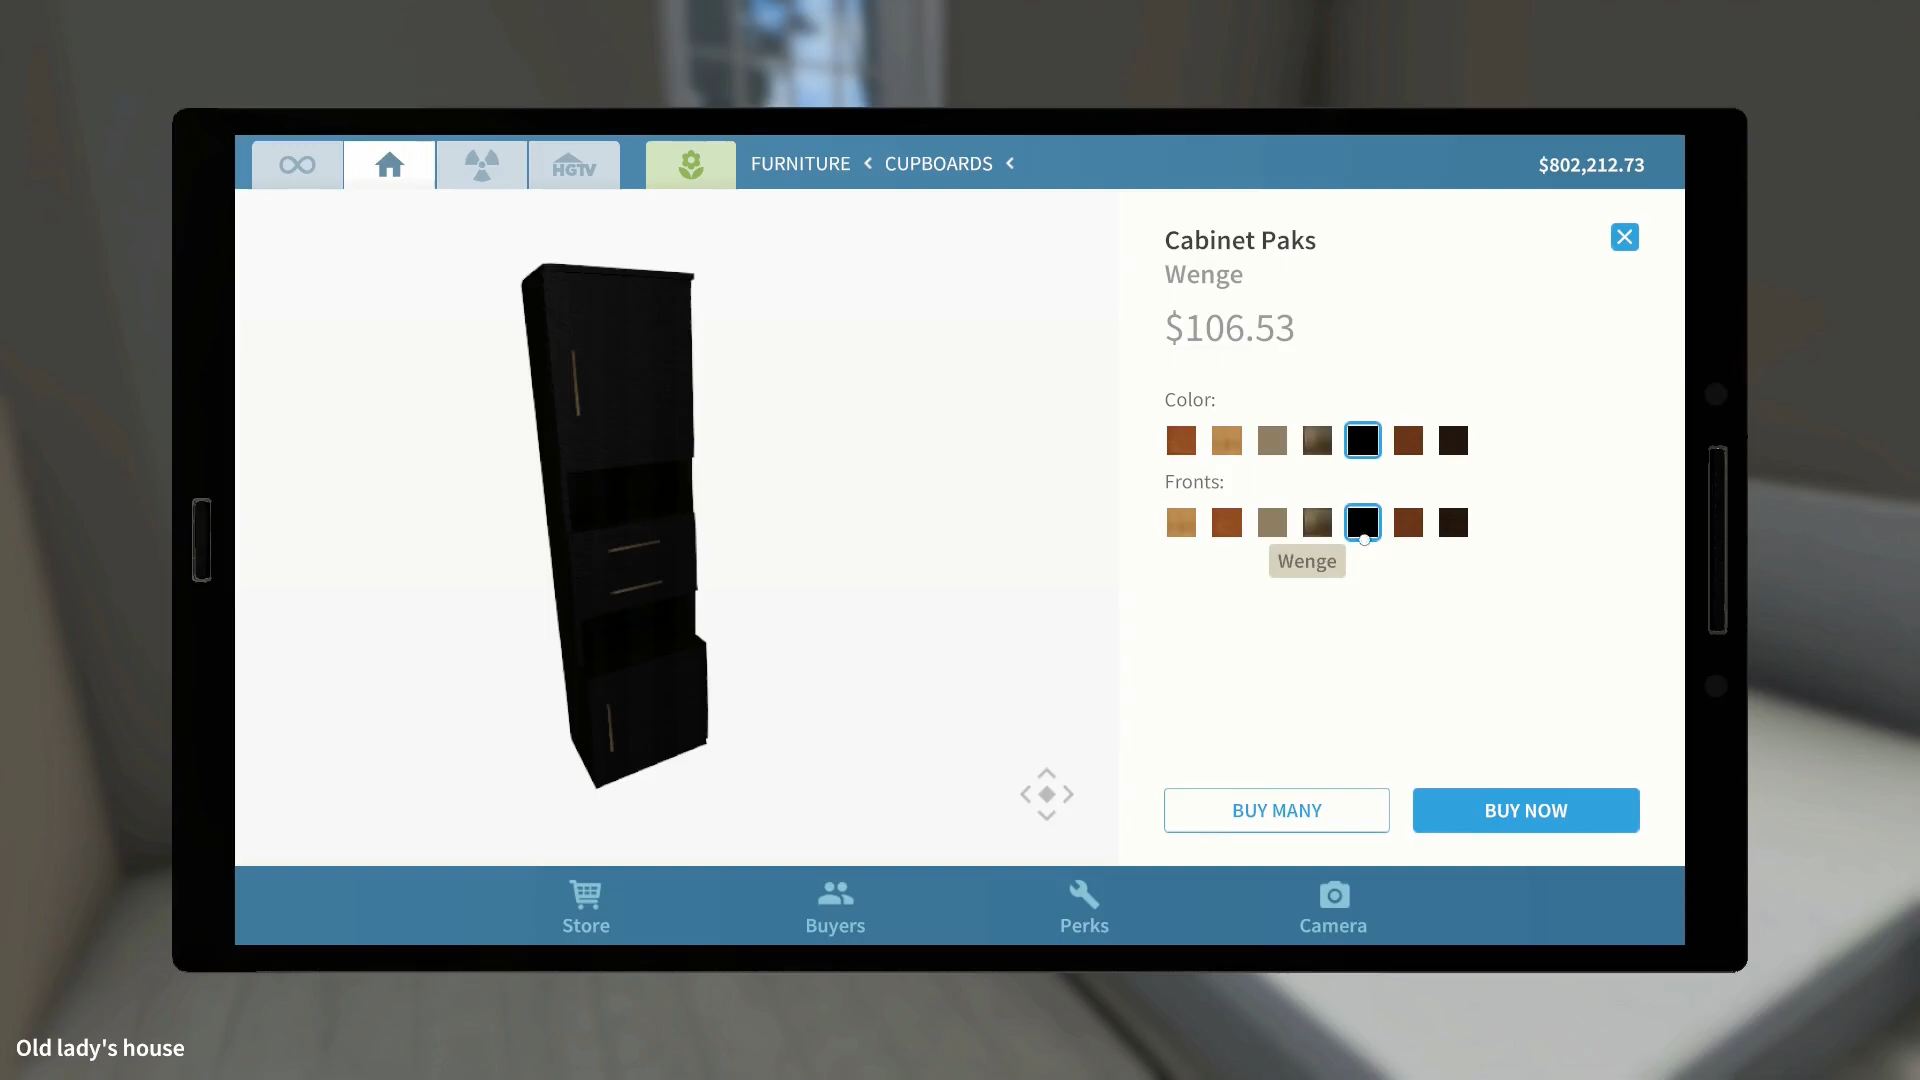 HGTV
FURNITURE < CUPBOARDS <
$802,212.73
Cabinet Paks
Wenge
$106.53
Color:
Fronts:
Wenge
BUY MANY
BUY NOW
Store
Buyers
Perks
Camera
Old lady's house